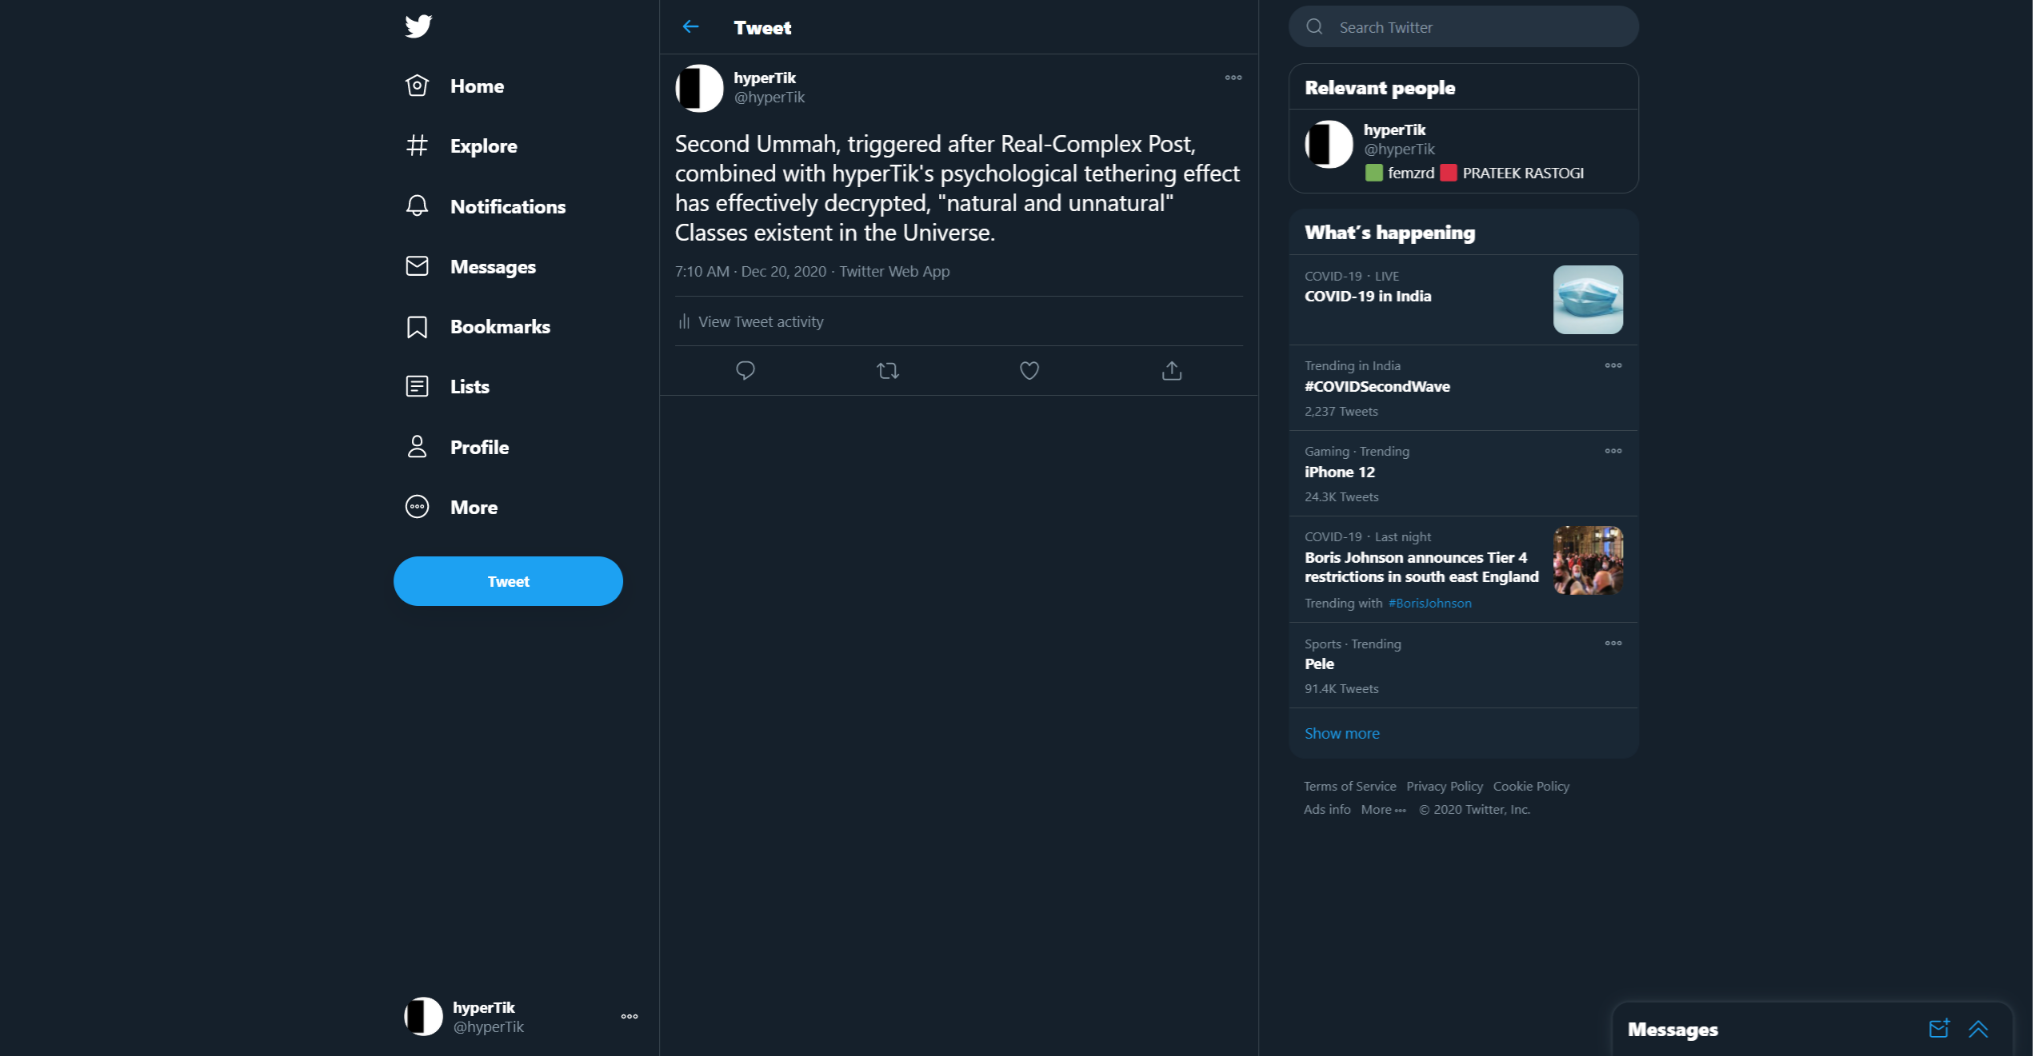 Home
Explore
Notifications
Messages
Bookmarks
Lists
Profile
More
Tweet
hyperTik
@hyperTik
Tweet
hyperTik
@hyperTik
Second Ummah, triggered after Real-Complex Post,
combined with hyperTik's psychological tethering effect
has effectively decrypted, "natural and unnatural"
Classes existent in the Universe.
7:10 AM · Dec 20, 2020 · Twitter Web App
View Tweet activity
Search Twitter
Relevant people
hyperTik
@hyperTik
🟩 femzrd 🟥 PRATEEK RASTOGI
What's happening
COVID-19 · LIVE
COVID-19 in India
Trending in India
#COVIDSecondWave
2,237 Tweets
Gaming · Trending
iPhone 12
24.3K Tweets
COVID-19 · Last night
Boris Johnson announces Tier 4
restrictions in south east England
Trending with #BorisJohnson
Sports · Trending
Pele
91.4K Tweets
Show more
Terms of Service Privacy Policy Cookie Policy
Ads info More ··· © 2020 Twitter, Inc.
Messages